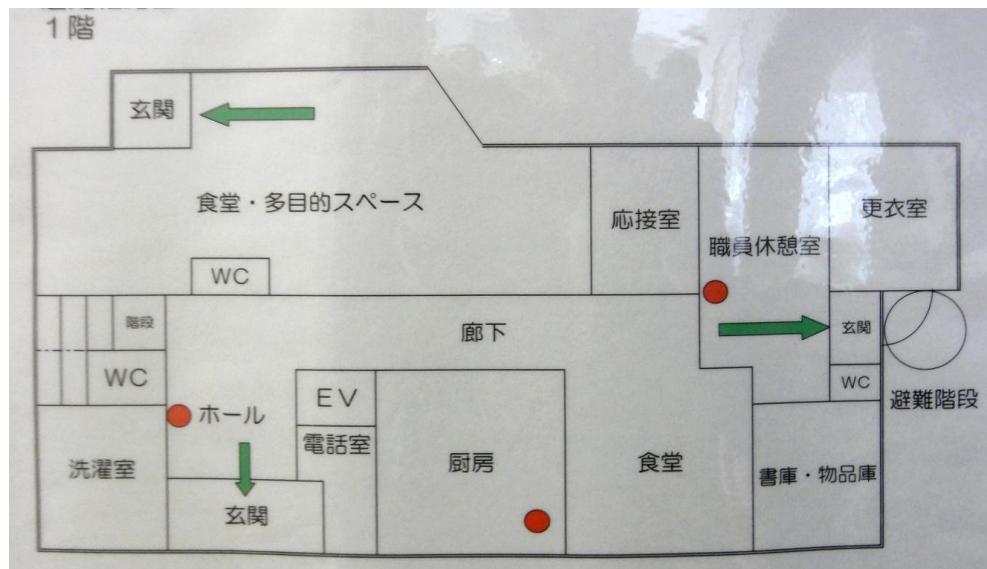 １階
玄関
食堂・多目的スペース
応接室
職員休憩室
更衣室
WC
階段
廊下
玄関
WC
WC
避難階段
ホール
EV
電話室
洗濯室
厨房
食堂
書庫・物品庫
玄関